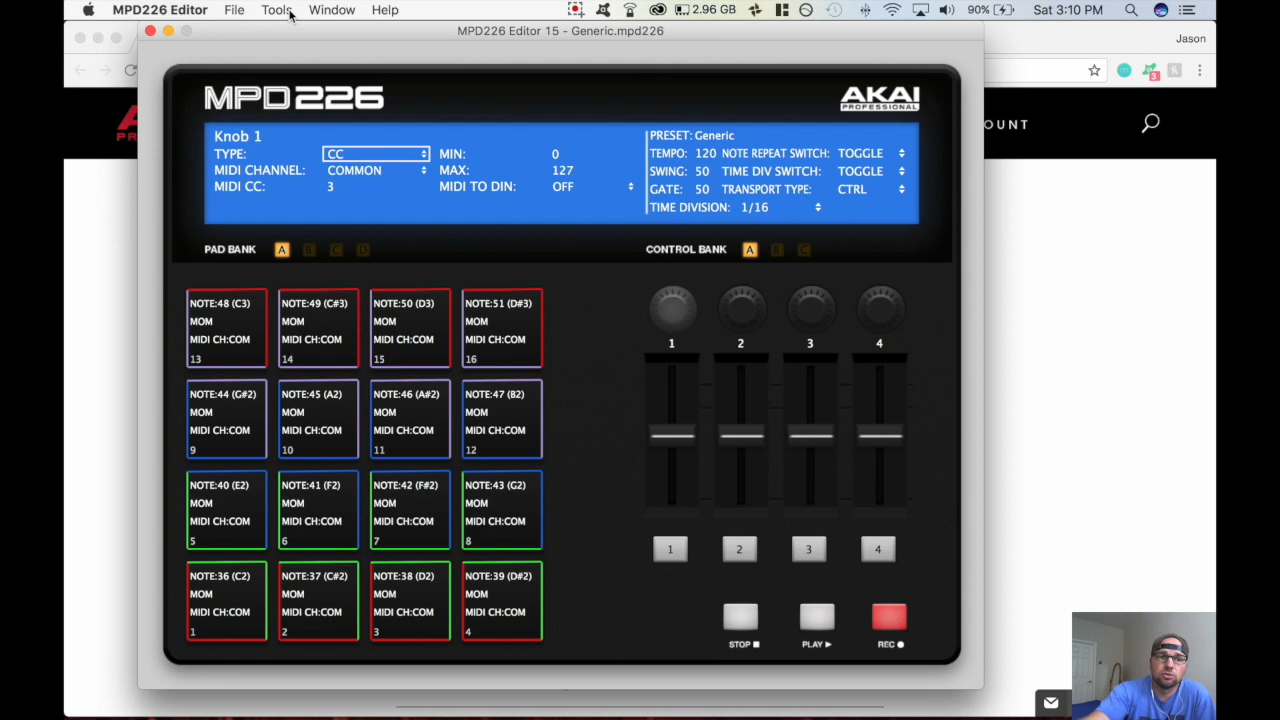 MPD226 Editor File Tools Window Help 2.96 GB 90% Sat 3:10 PM
MPD226 Editor 15 - Generic.mpd226
Jason
3
MPD226 AKAI
PROFESSIONAL
Knob 1 PRESET: Generic
TYPE: CC MIN: 0 TEMPO: 120 NOTE REPEAT SWITCH: TOGGLE
MIDI CHANNEL: COMMON MAX: 127 SWING: 50 TIME DIV SWITCH: TOGGLE
MIDI CC: 3 MIDI TO DIN: OFF GATE: 50 TRANSPORT TYPE: CTRL
TIME DIVISION: 1/16
OUNT
PAD BANK A B C D CONTROL BANK A B C
NOTE:48 (C3) NOTE:49 (C#3) NOTE:50 (D3) NOTE:51 (D#3)
MOM MOM MOM MOM
MIDI CH:COM MIDI CH:COM MIDI CH:COM MIDI CH:COM
13 14 15 16
1 2 3 4
NOTE:44 (G#2) NOTE:45 (A2) NOTE:46 (A#2) NOTE:47 (B2)
MOM MOM MOM MOM
MIDI CH:COM MIDI CH:COM MIDI CH:COM MIDI CH:COM
9 10 11 12
NOTE:40 (E2) NOTE:41 (F2) NOTE:42 (F#2) NOTE:43 (G2)
MOM MOM MOM MOM
MIDI CH:COM MIDI CH:COM MIDI CH:COM MIDI CH:COM
5 6 7 8
1 2 3 4
NOTE:36 (C2) NOTE:37 (C#2) NOTE:38 (D2) NOTE:39 (D#2)
MOM MOM MOM MOM
MIDI CH:COM MIDI CH:COM MIDI CH:COM MIDI CH:COM
1 2 3 4
STOP PLAY REC